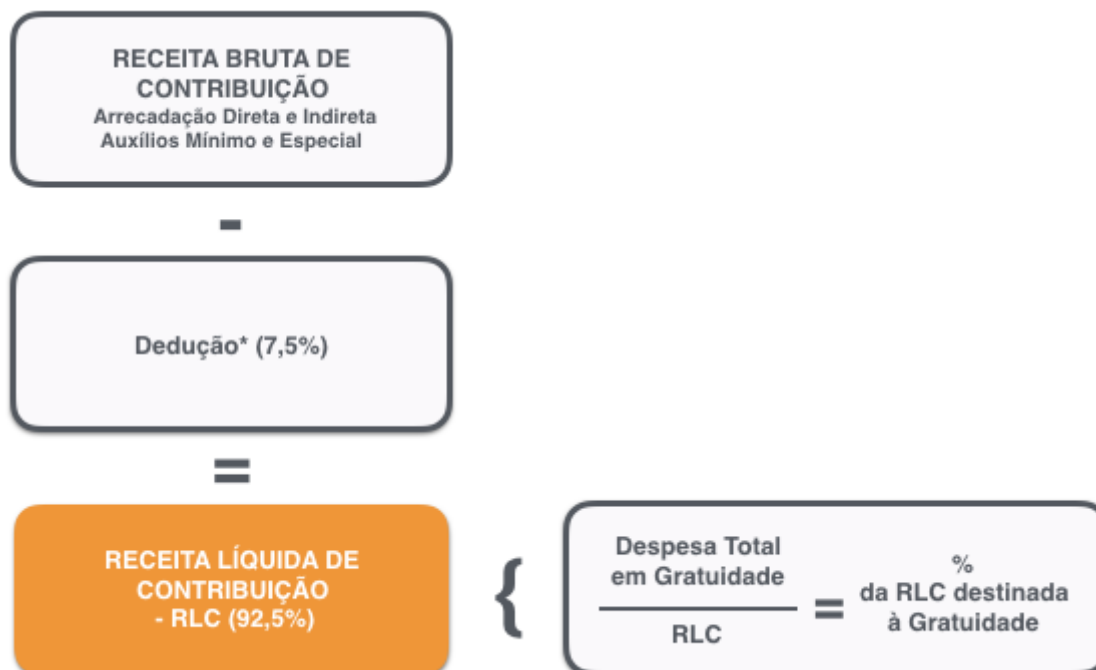 RECEITA BRUTA DE
CONTRIBUIÇÃO
Arrecadação Direta e Indireta
Auxílios Mínimo e Especial
-
Dedução* (7,5%)
=
RECEITA LÍQUIDA DE
CONTRIBUIÇÃO
- RLC (92,5%)
{
Despesa Total
em Gratuidade
RLC
=
%
da RLC destinada
à Gratuidade